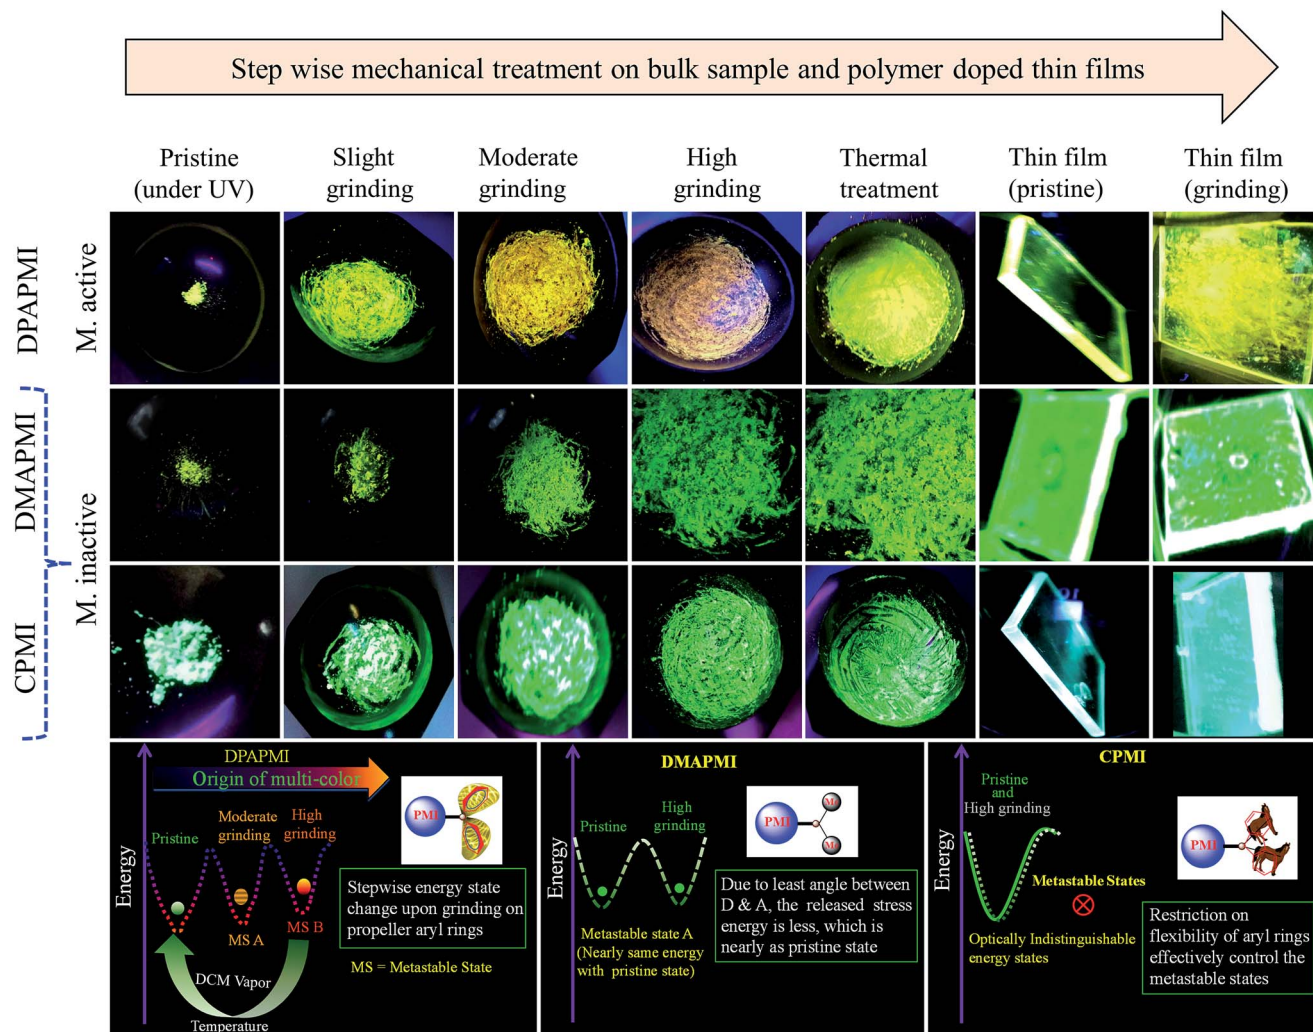 Step wise mechanical treatment on bulk sample and polymer doped thin films
Pristine
(under UV)
Slight
grinding
Moderate
grinding
High
grinding
Thermal
treatment
Thin film
(pristine)
Thin film
(grinding)
DPAPMI
M. active
DMAPMI
CPMI
M. inactive
DPAPMI
Origin of multi-color
Energy
Pristine
Moderate
grinding
High
grinding
MS A
MS B
DCM Vapor
Temperature
PMI
Stepwise energy state
change upon grinding on
propeller aryl rings
MS = Metastable State
DMAPMI
Energy
Pristine
High
grinding
Metastable state A
(Nearly same energy
with pristine state)
PMI
Me
Me
Due to least angle between
D & A, the released stress
energy is less, which is
nearly as pristine state
CPMI
Energy
Pristine
and
High grinding
Metastable States
Optically Indistinguishable
energy states
PMI
Restriction on
flexibility of aryl rings
effectively control the
metastable states